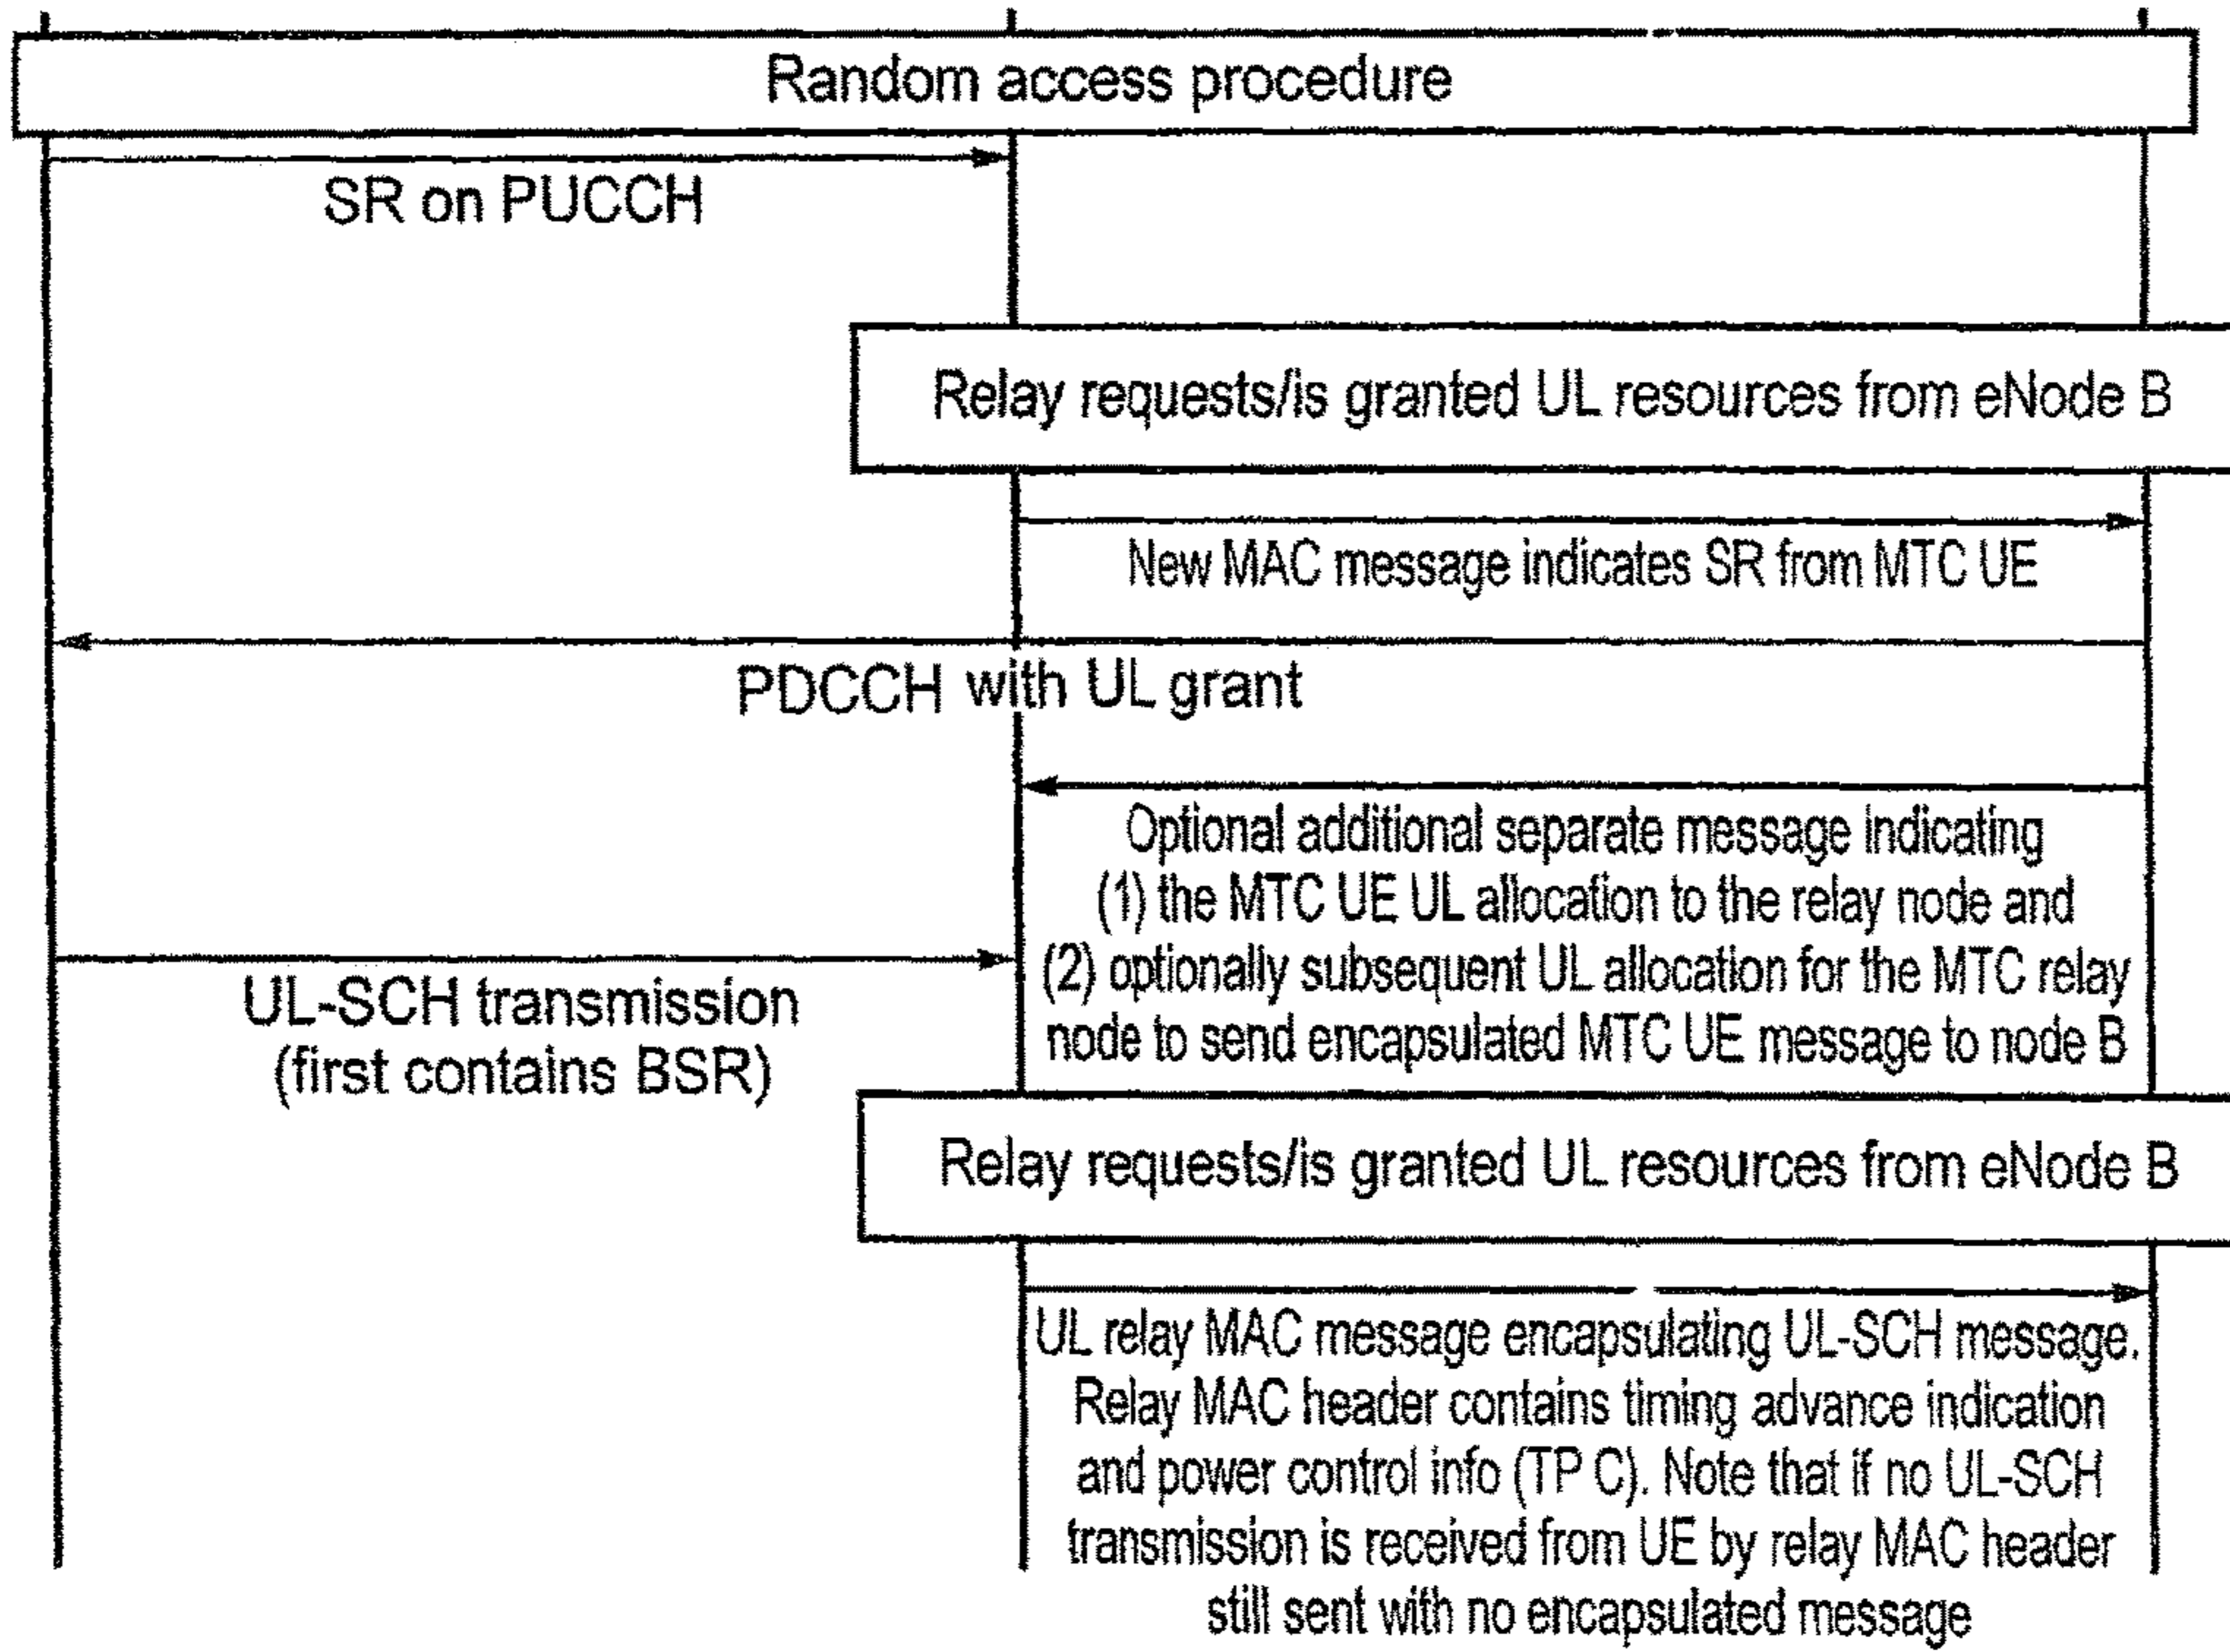 Random access procedure
SR on PUCCH
Relay requests/is granted UL resources from eNode B
New MAC message indicates SR from MTC UE
PDCCH with UL grant
Optional additional separate message indicating
(1) the MTC UE UL allocation to the relay node and
(2) optionally subsequent UL allocation for the MTC relay
node to send encapsulated MTC UE message to node B
UL-SCH transmission
(first contains BSR)
Relay requests/is granted UL resources from eNode B
UL relay MAC message encapsulating UL-SCH message.
Relay MAC header contains timing advance indication
and power control info (TP C). Note that if no UL-SCH
transmission is received from UE by relay MAC header
still sent with no encapsulated message